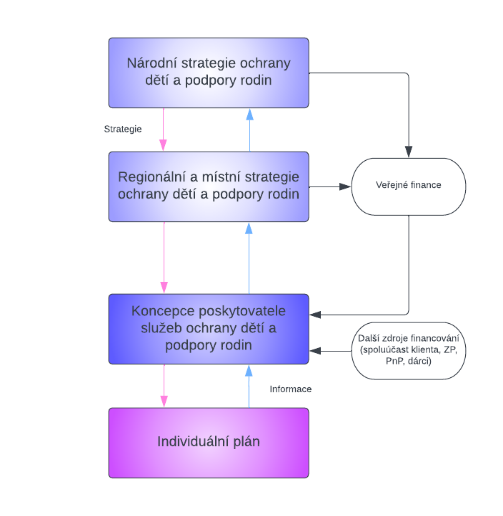 Národní strategie ochrany
dětí a podpory rodin
Strategie
Regionální a místní strategie
ochrany dětí a podpory rodin
Veřejné finance
Koncepce poskytovatele
služeb ochrany dětí a
podpory rodin
Další zdroje financování
(spoluúčast klienta, ZP,
PnP, dárci)
Informace
Individuální plán